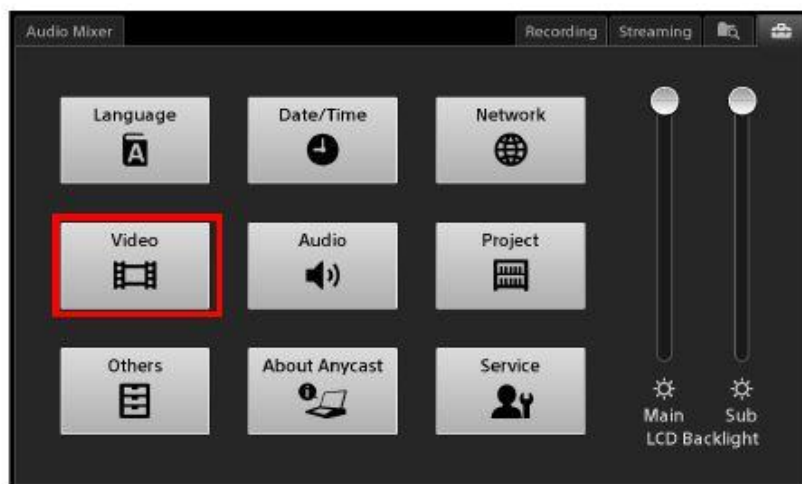 Audio Mixer
Recording
Streaming
Language
A
Date/Time
Network
Video
Audio
Project
Others
About Anycast
Service
Main
Sub
LCD Backlight